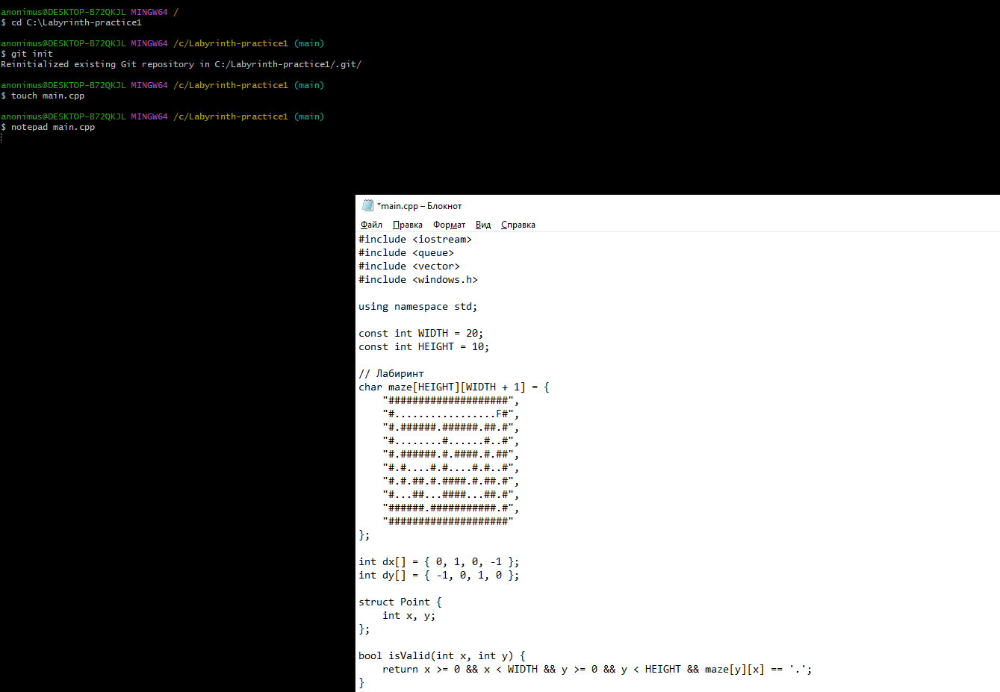 anonimus@DESKTOP-B72QKJL MINGW64 /
$ cd C:\Labyrinth-practice1
anonimus@DESKTOP-B72QKJL MINGW64 /c/Labyrinth-practice1 (main)
$ git init
Reinitialized existing Git repository in C:/Labyrinth-practice1/.git/
anonimus@DESKTOP-B72QKJL MINGW64 /c/Labyrinth-practice1 (main)
$ touch main.cpp
anonimus@DESKTOP-B72QKJL MINGW64 /c/Labyrinth-practice1 (main)
$ notepad main.cpp
*main.cpp – Блокнот
Файл Правка Формат Вид Справка
#include <iostream>
#include <queue>
#include <vector>
#include <windows.h>
using namespace std;
const int WIDTH = 20;
const int HEIGHT = 10;
// Лабиринт
char maze[HEIGHT][WIDTH + 1] = {
    "####################",
    "#.................F#",
    "#.######.######.##.#",
    "#........#......#..#",
    "#.######.#.####.#.##",
    "#.#....#.#....#.#..#",
    "#.#.##.#.####.#.##.#",
    "#...##...####...##.#",
    "######.###########.#",
    "####################"
};
int dx[] = { 0, 1, 0, -1 };
int dy[] = { -1, 0, 1, 0 };
struct Point {
    int x, y;
};
bool isValid(int x, int y) {
    return x >= 0 && x < WIDTH && y >= 0 && y < HEIGHT && maze[y][x] == '.';
}